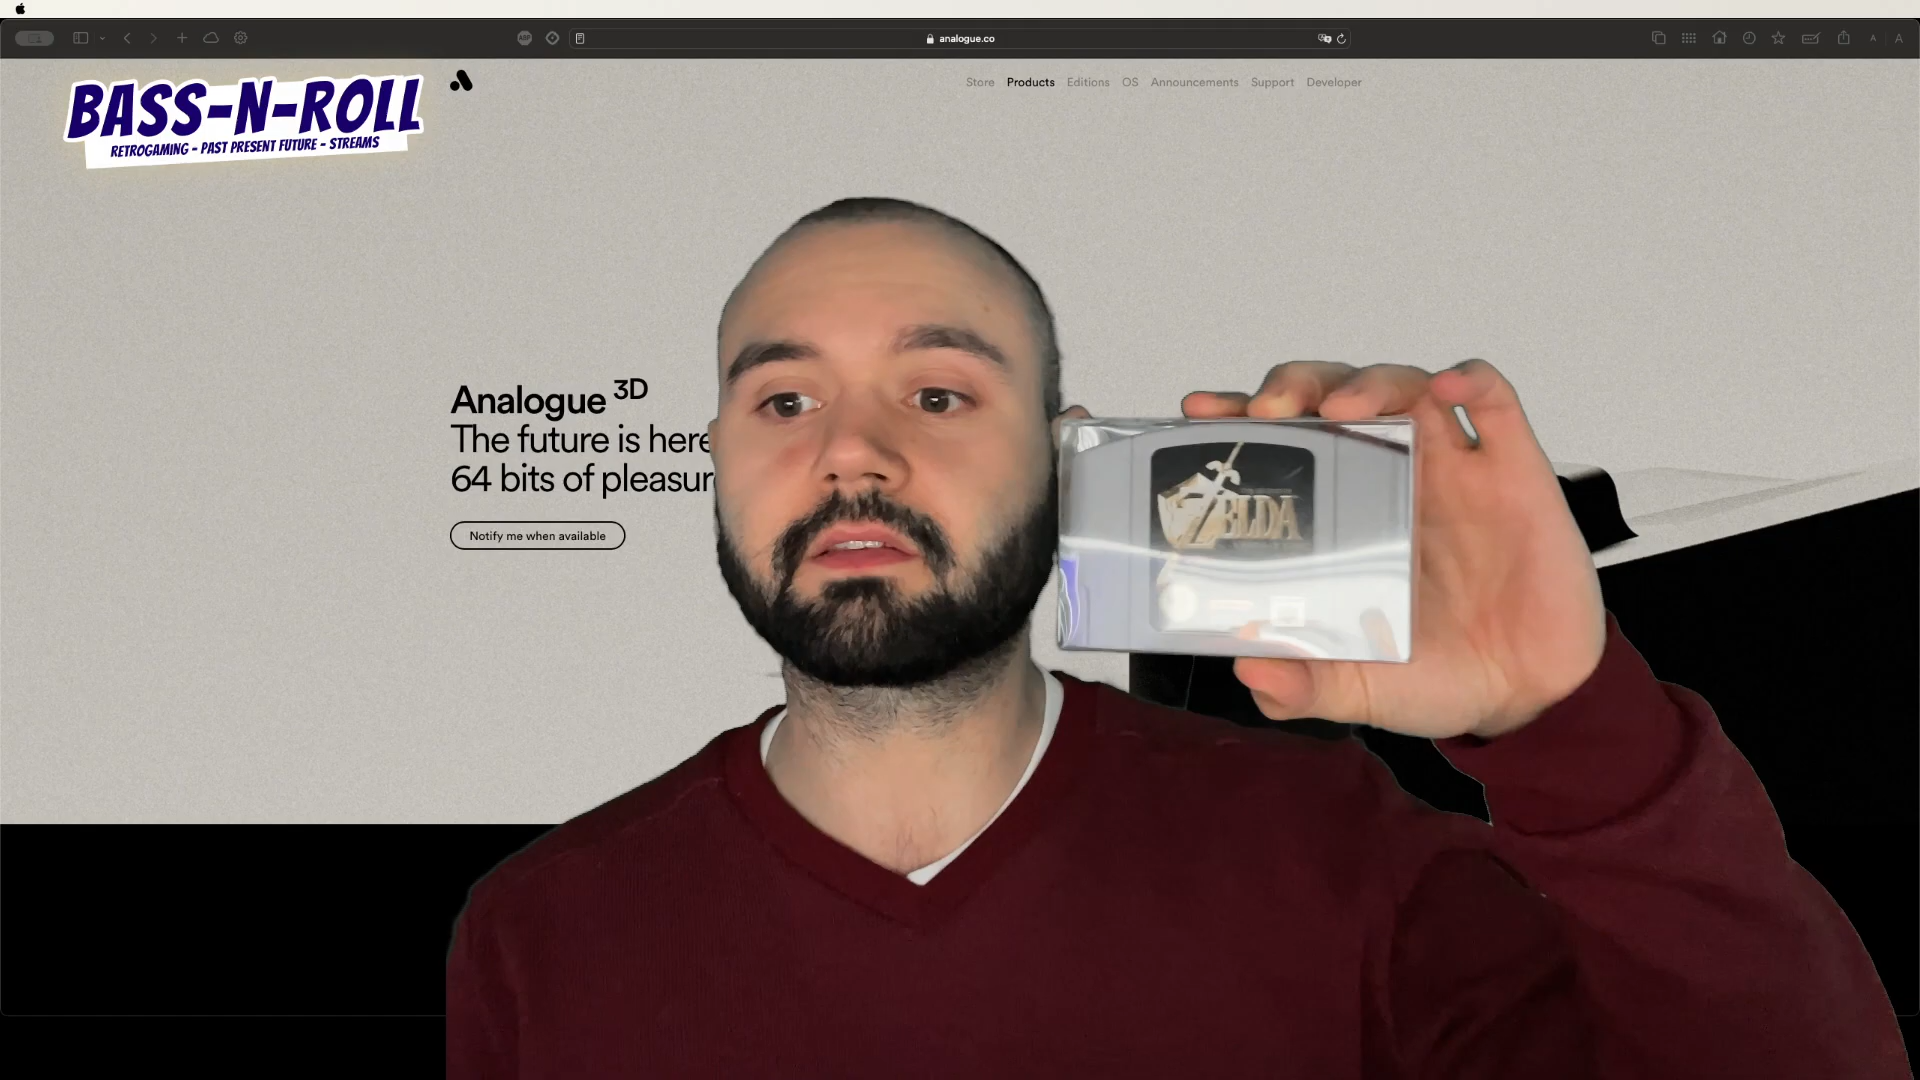 analogue.co
BASS-N-ROLL
RETROGAMING - PAST PRESENT FUTURE - STREAMS
Store Products Editions OS Announcements Support Developer
Analogue 3D
The future is here
64 bits of pleasur
Notify me when available
ZELDA